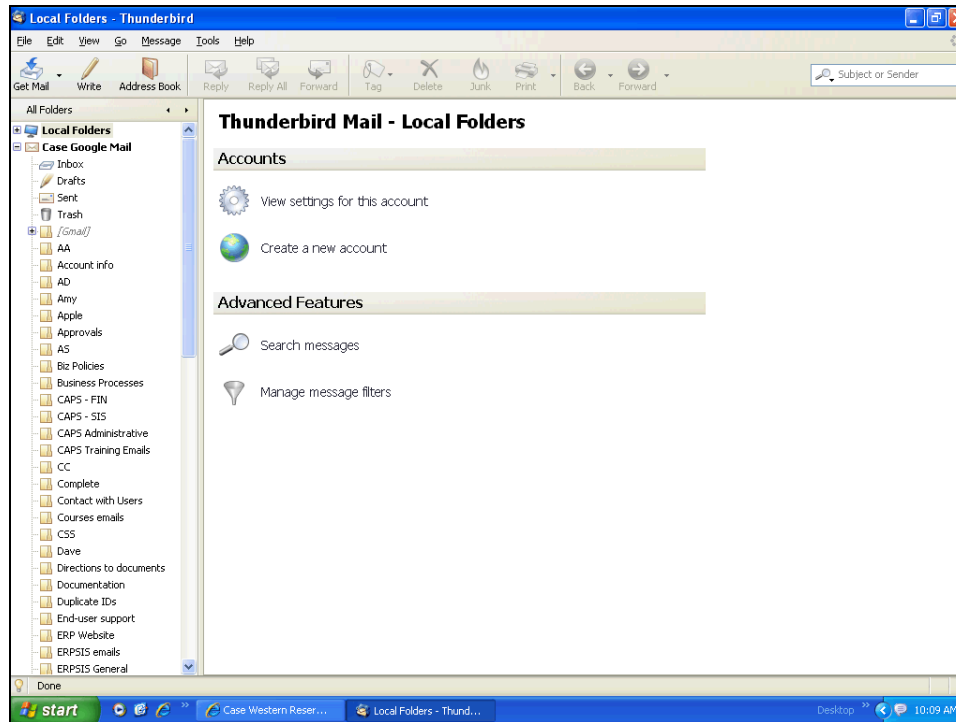 Local Folders - Thunderbird
File Edit View Go Message Tools Help
Get Mail Write Address Book Reply Reply All Forward Tag Delete Junk Print Back Forward Subject or Sender
All Folders
Thunderbird Mail - Local Folders
Local Folders
Case Google Mail
Accounts
Inbox
Drafts
Sent
View settings for this account
Trash
[Gmail]
AA
Create a new account
Account info
AD
Amy
Advanced Features
Apple
Approvals
AS
Search messages
Biz Policies
Business Processes
Manage message filters
CAPS - FIN
CAPS - SIS
CAPS Administrative
CAPS Training Emails
CC
Complete
Contact with Users
Courses emails
CSS
Dave
Directions to documents
Documentation
Duplicate IDs
End-user support
ERP Website
ERPSIS emails
ERPSIS General
Done
start Case Western Reser... Local Folders - Thund... Desktop 10:09 AM